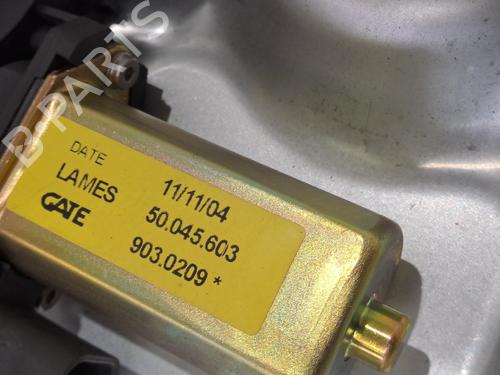 B-PARTS
DATE 11/11/04
LAMES 50.045.603
GATE 903.0209 *